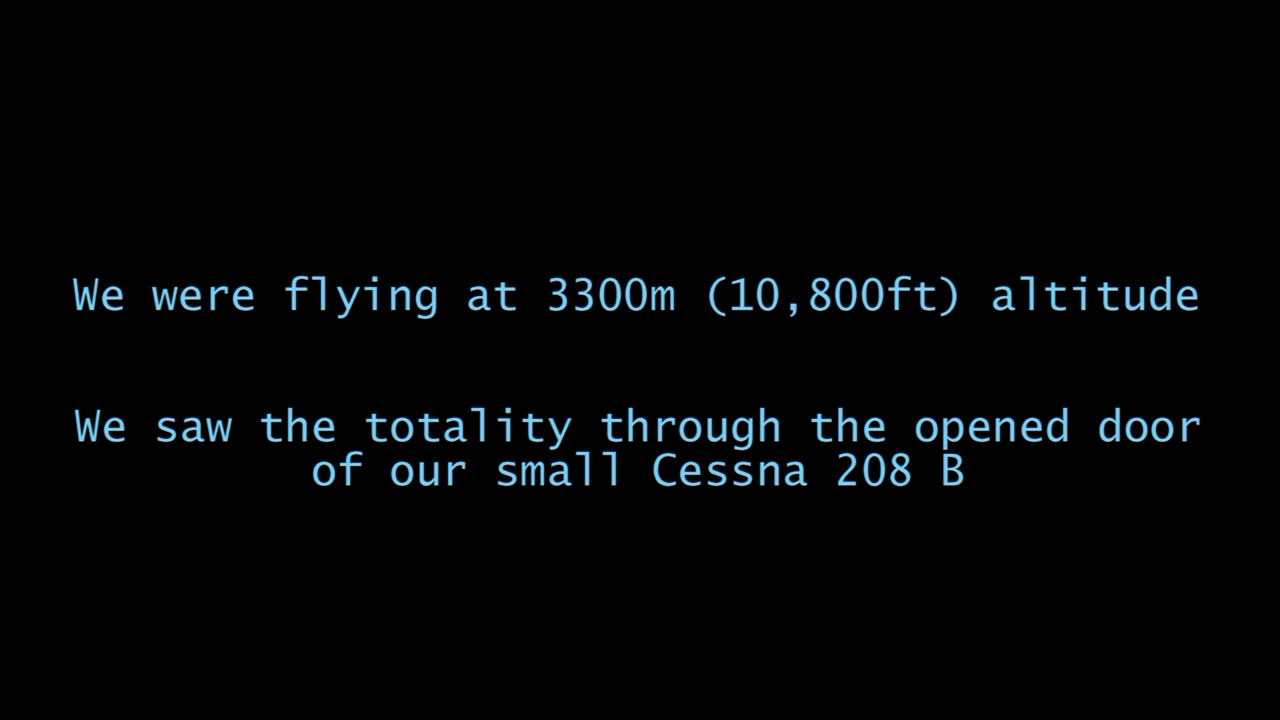 We were flying at 3300m (10,800ft) altitude
We saw the totality through the opened door
of our small Cessna 208 B